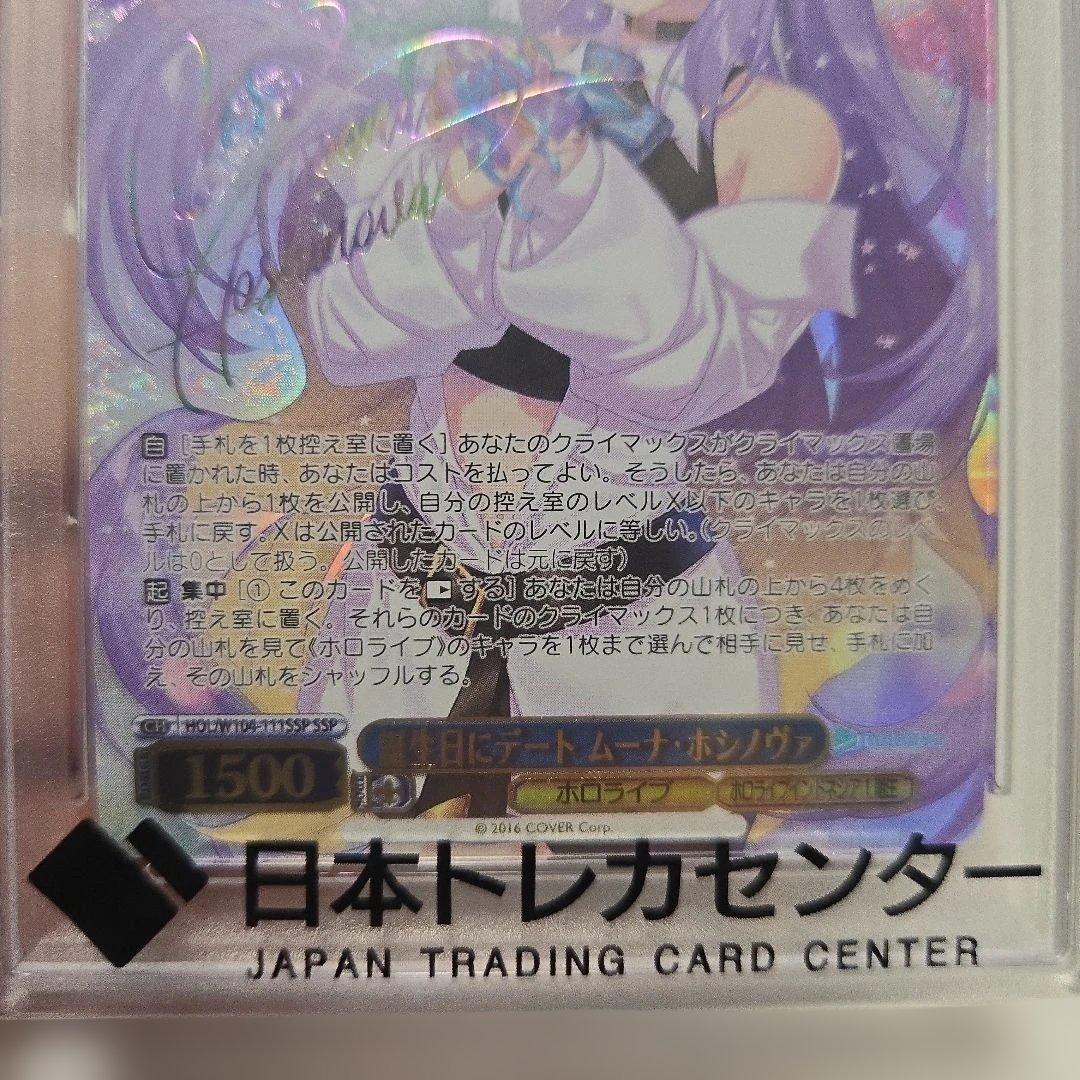 Hoshinova
自 [手札を1枚控え室に置く] あなたのクライマックスがクライマックス置場
に置かれた時、あなたはコストを払ってよい。そうしたら、あなたは自分の山
札の上から1枚を公開し、自分の控え室のレベルX以下のキャラを1枚選び、
手札に戻す。Xは公開されたカードのレベルに等しい。(クライマックスのレベ
ルは0として扱う。公開したカードは元に戻す)
起 集中 [① このカードを する] あなたは自分の山札の上から4枚をめく
り、控え室に置く。それらのカードのクライマックス1枚につき、あなたは自
分の山札を見て《ホロライブ》のキャラを1枚まで選んで相手に見せ、手札に加
え、その山札をシャッフルする。
CH HOL/W104-111SSP SSP
誕生日にデート ムーナ・ホシノヴァ
1500
ホロライブ ホロライブインドネシア1期生
© 2016 COVER Corp.
日本トレカセンター
JAPAN TRADING CARD CENTER